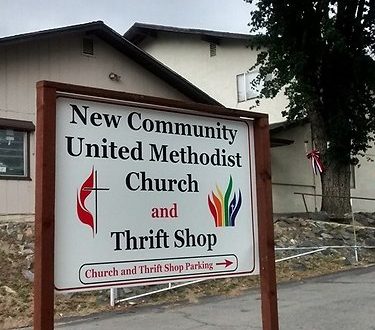 New Community
United Methodist
Church
and
Thrift Shop
Church and Thrift Shop Parking